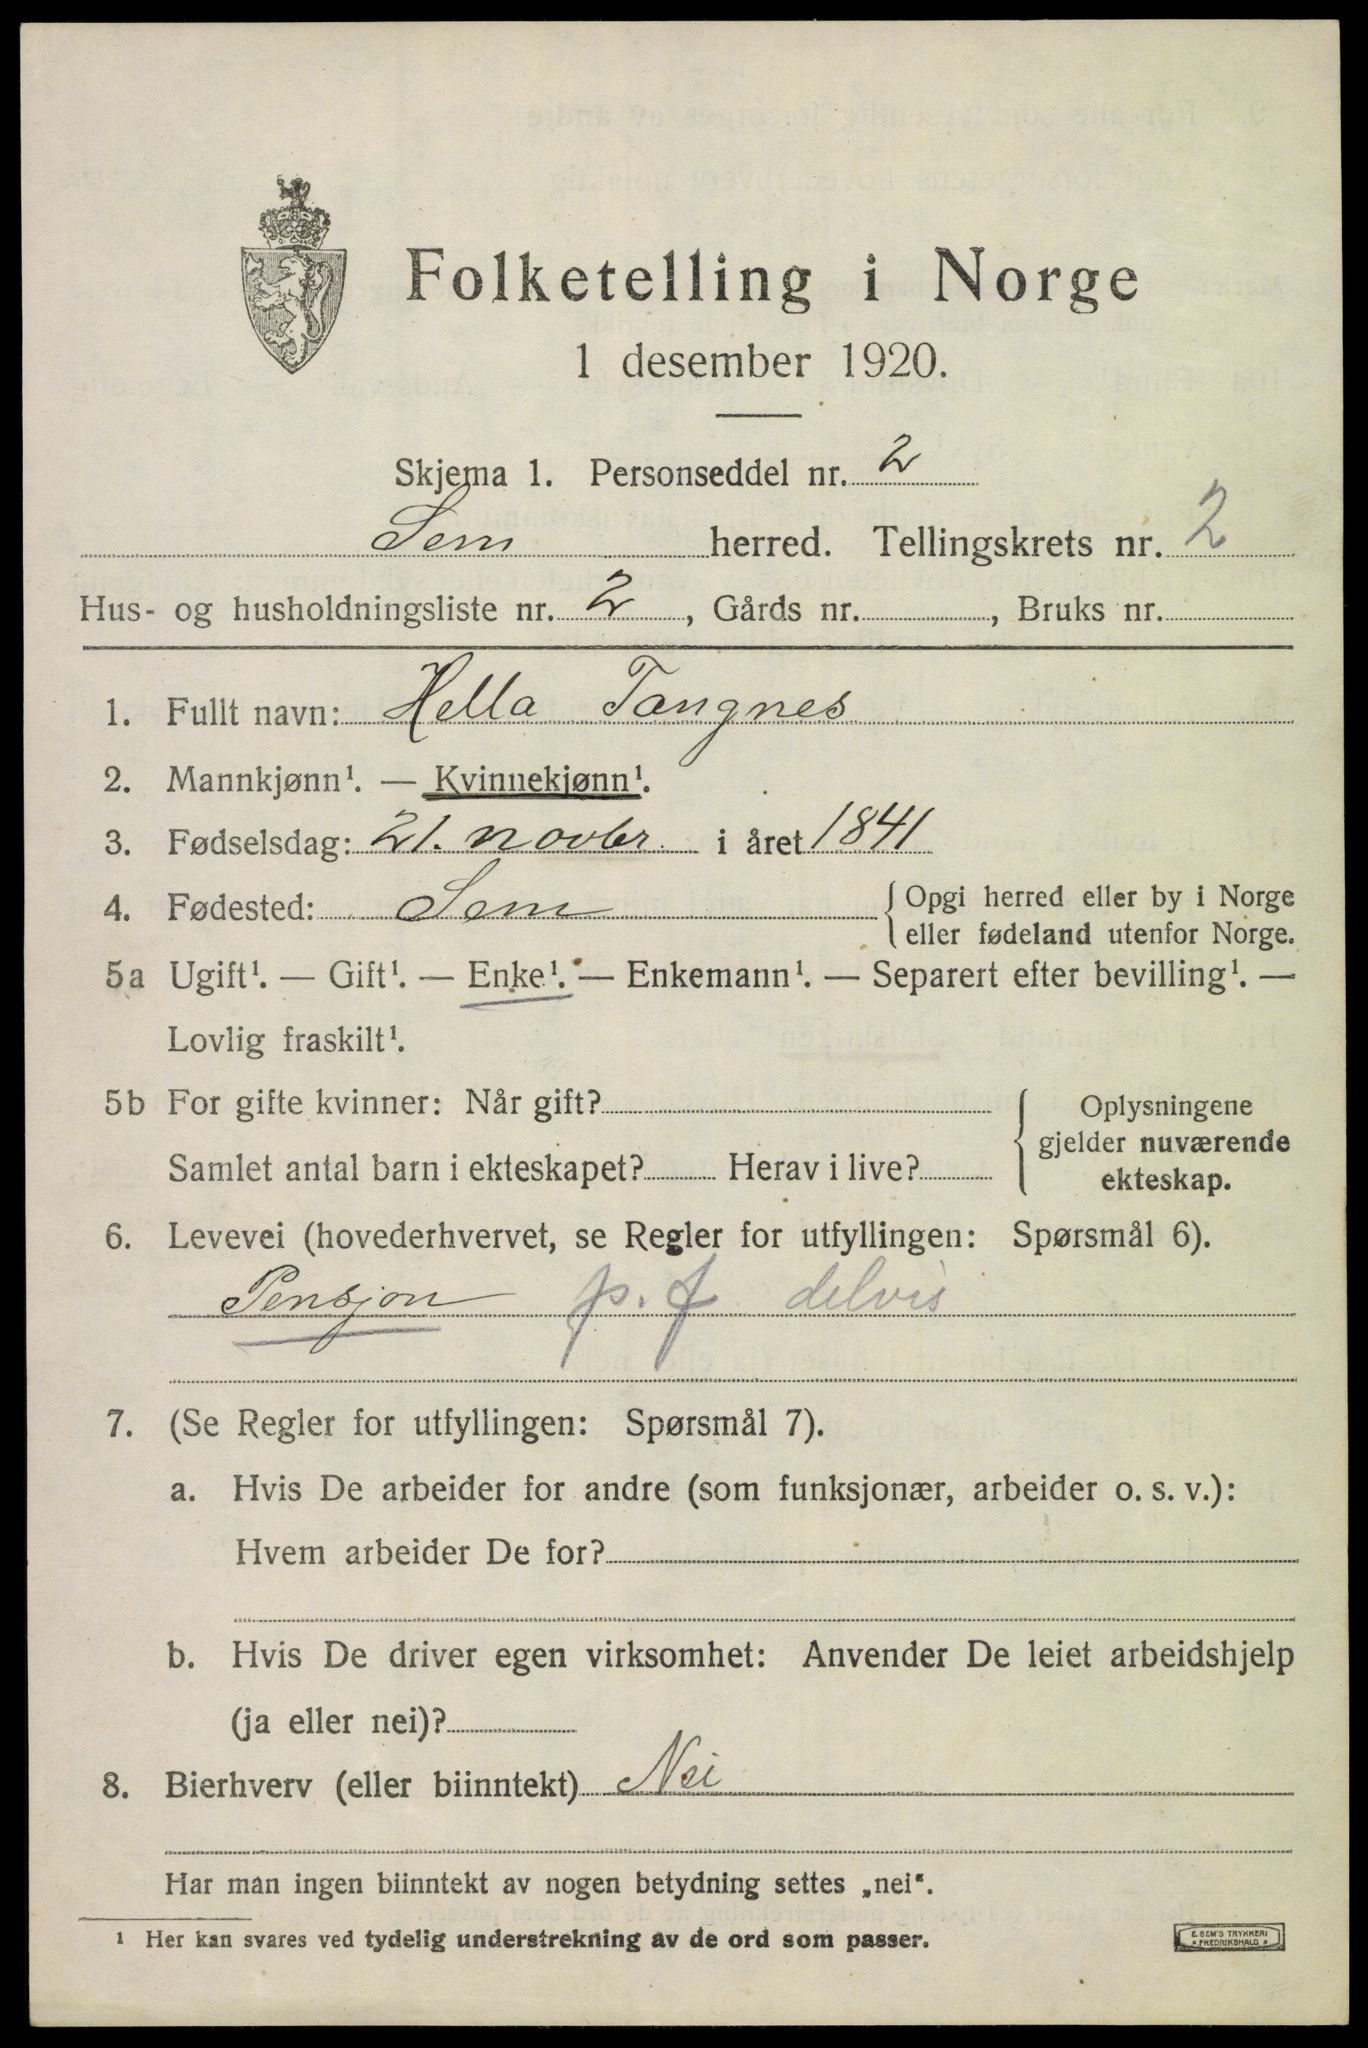 Folketelling i Norge
1 desember 1920.
Skjema 1. Personseddel nr. 2
Sem herred. Tellingskrets nr. 2
Hus- og husholdningsliste nr. 2, Gårds nr. , Bruks nr.
1. Fullt navn: Hella Tangnes
2. Mannkjønn¹. — Kvinnekjønn¹.
3. Fødselsdag: 21. novbr. i året 1841
4. Fødested: Sem { Opgi herred eller by i Norge
eller fødeland utenfor Norge.
5a Ugift¹. — Gift¹. — Enke¹. — Enkemann¹. — Separert efter bevilling¹. —
Lovlig fraskilt¹.
5b For gifte kvinner: Når gift?
Samlet antal barn i ekteskapet? Herav i live?
{ Oplysningene
gjelder nuværende
ekteskap.
6. Levevei (hovederhvervet, se Regler for utfyllingen: Spørsmål 6).
Pensjon p.f delvis
7. (Se Regler for utfyllingen: Spørsmål 7).
a. Hvis De arbeider for andre (som funksjonær, arbeider o. s. v.):
Hvem arbeider De for?
b. Hvis De driver egen virksomhet: Anvender De leiet arbeidshjelp
(ja eller nei)?
8. Bierhverv (eller biinntekt) Nei
Har man ingen biinntekt av nogen betydning settes „nei“.
¹ Her kan svares ved tydelig understrekning av de ord som passer.
E. SEM'S TRYKKERI
* FREDRIKSHALD *